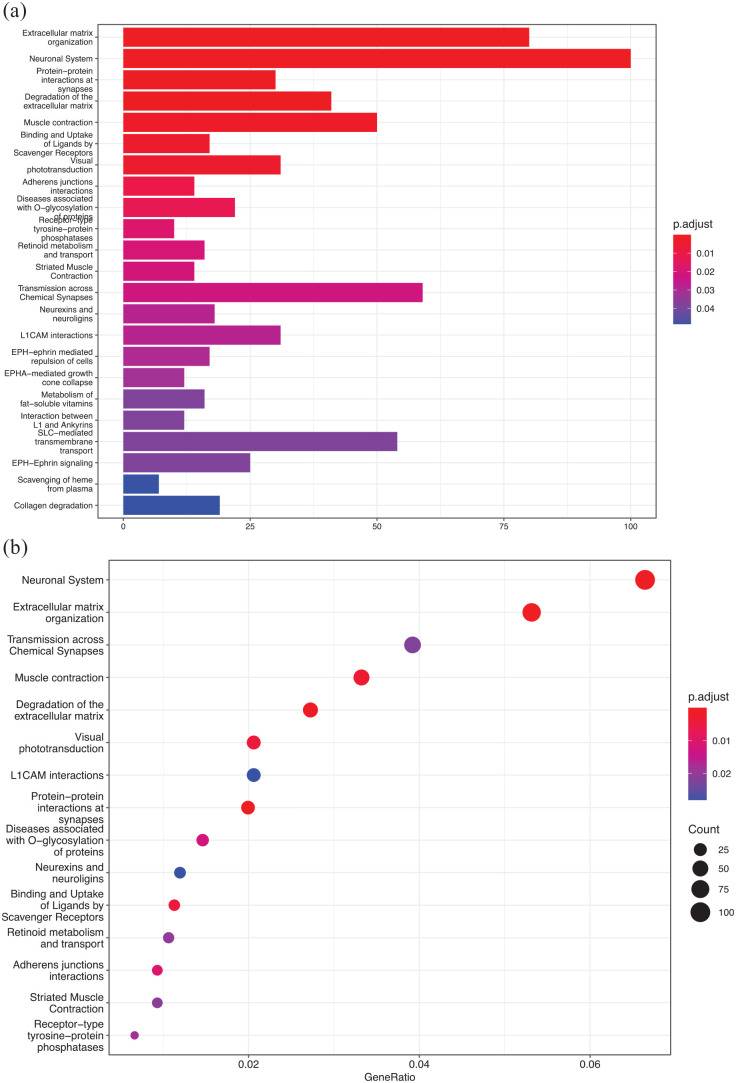 (a)
Extracellular matrix
organization
Neuronal System
Protein−protein
interactions at
synapses
Degradation of the
extracellular matrix
Muscle contraction
Binding and Uptake
of Ligands by
Scavenger Receptors
Visual
phototransduction
Adherens junctions
interactions
Diseases associated
with O−glycosylation
of proteins
Receptor−type
tyrosine−protein
phosphatases
Retinoid metabolism
and transport
Striated Muscle
Contraction
Transmission across
Chemical Synapses
Neurexins and
neuroligins
L1CAM interactions
EPH−ephrin mediated
repulsion of cells
EPHA−mediated growth
cone collapse
Metabolism of
fat−soluble vitamins
Interaction between
L1 and Ankyrins
SLC−mediated
transmembrane
transport
EPH−Ephrin signaling
Scavenging of heme
from plasma
Collagen degradation
0 25 50 75 100
p.adjust
0.01
0.02
0.03
0.04
(b)
Neuronal System
Extracellular matrix
organization
Transmission across
Chemical Synapses
Muscle contraction
Degradation of the
extracellular matrix
Visual
phototransduction
L1CAM interactions
Protein−protein
interactions at
synapses
Diseases associated
with O−glycosylation
of proteins
Neurexins and
neuroligins
Binding and Uptake
of Ligands by
Scavenger Receptors
Retinoid metabolism
and transport
Adherens junctions
interactions
Striated Muscle
Contraction
Receptor−type
tyrosine−protein
phosphatases
0.02 0.04 0.06
GeneRatio
p.adjust
0.01
0.02
Count
25
50
75
100